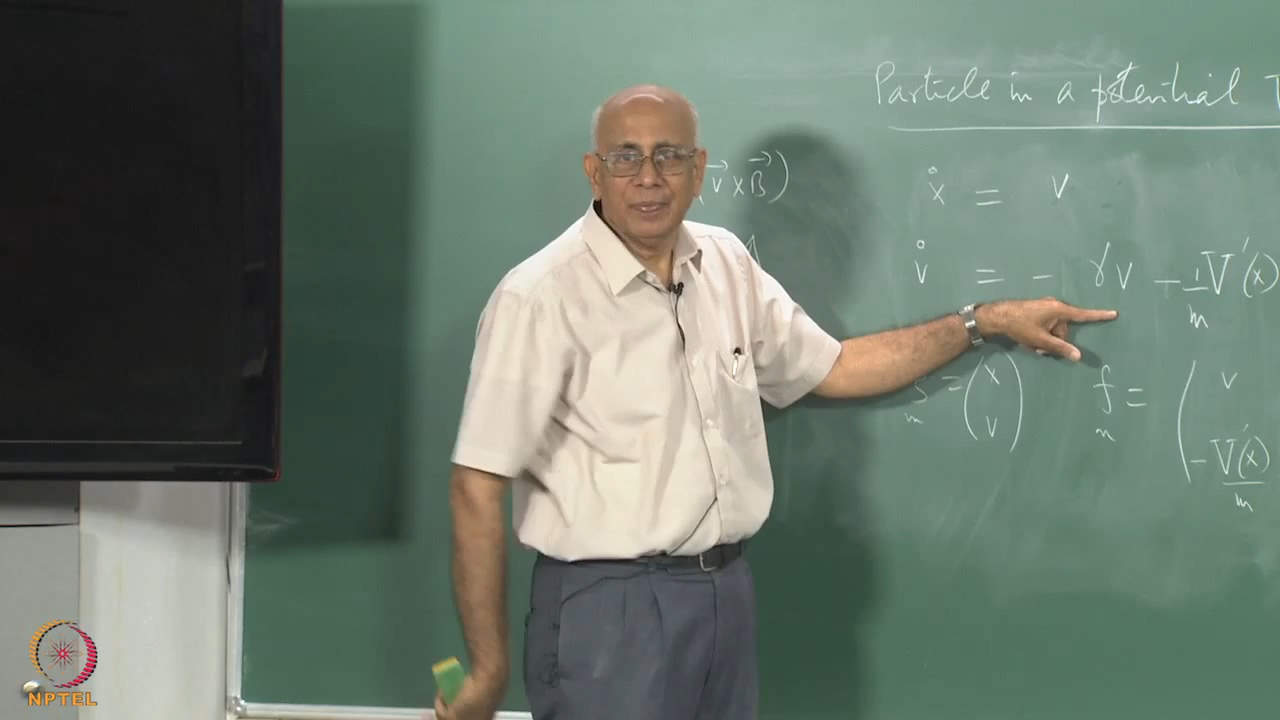 Particle in a potential
v⃗ × B⃗)
ẋ = v
v̇ = - γv - 1/m V'(x)
= (x v) f = ( v -V'(x)/m
NPTEL